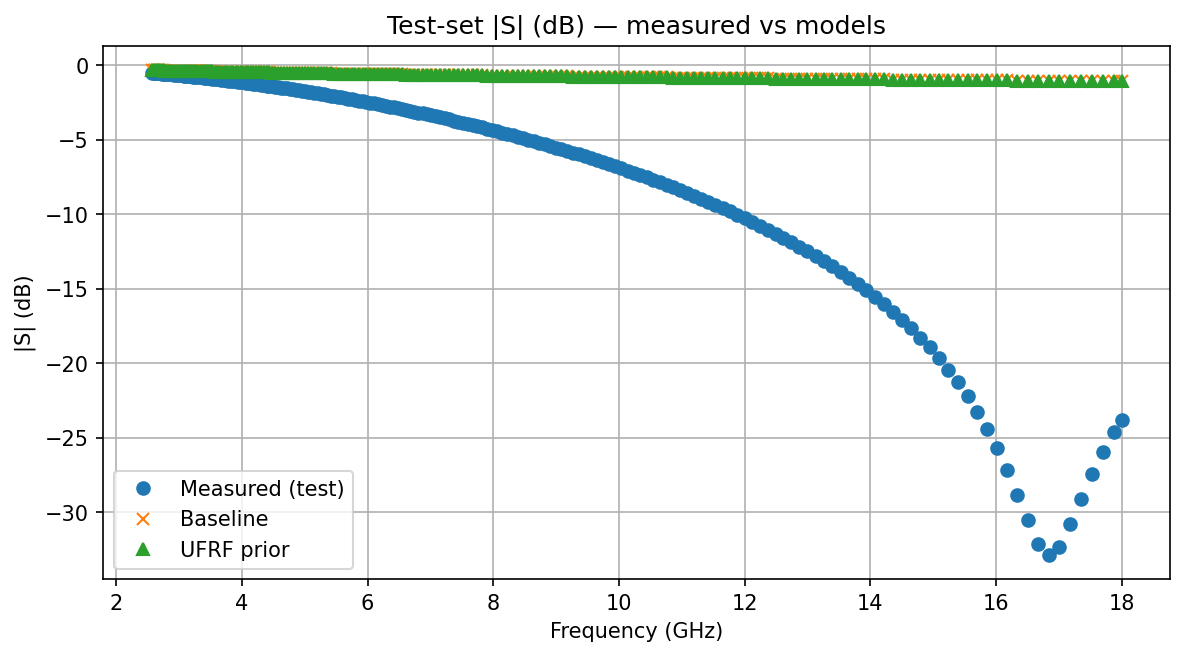 Test-set |S| (dB) — measured vs models
|S| (dB)
0
−5
−10
−15
−20
−25
−30
Measured (test)
Baseline
UFRF prior
2 4 6 8 10 12 14 16 18
Frequency (GHz)